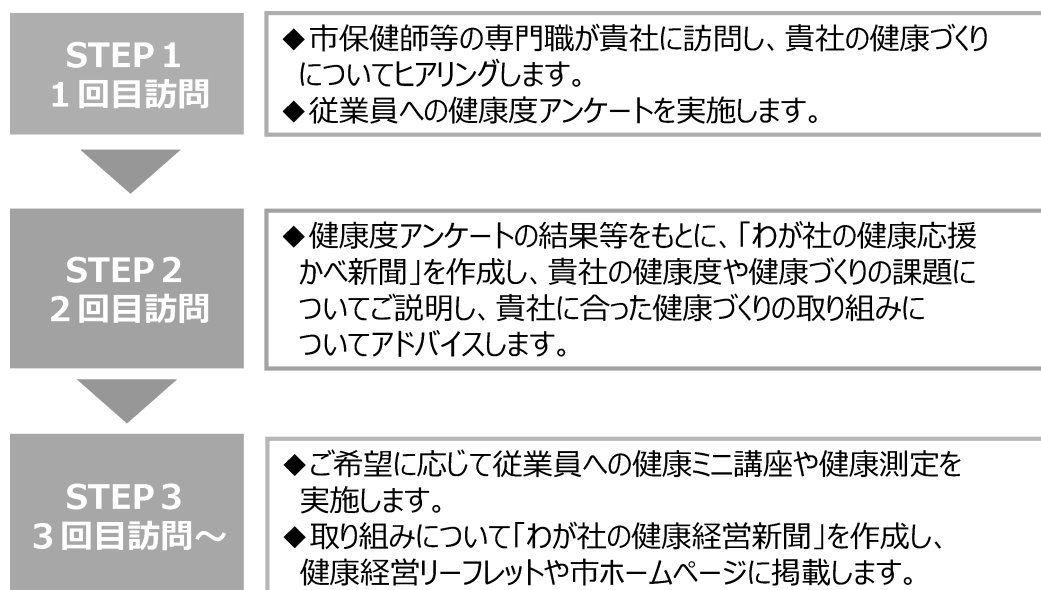 STEP１
１回目訪問
◆市保健師等の専門職が貴社に訪問し、貴社の健康づくり
についてヒアリングします。
◆従業員への健康度アンケートを実施します。
STEP２
２回目訪問
◆健康度アンケートの結果等をもとに、「わが社の健康応援
かべ新聞」を作成し、貴社の健康度や健康づくりの課題に
ついてご説明し、貴社に合った健康づくりの取り組みに
ついてアドバイスします。
STEP３
３回目訪問～
◆ご希望に応じて従業員への健康ミニ講座や健康測定を
実施します。
◆取り組みについて「わが社の健康経営新聞」を作成し、
健康経営リーフレットや市ホームページに掲載します。